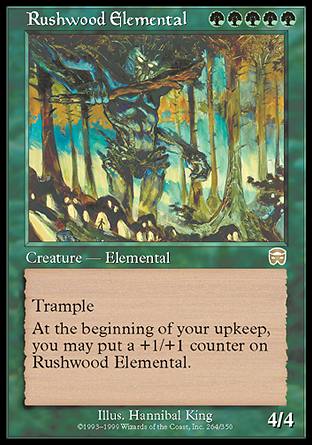 Rushwood Elemental
Creature — Elemental
Trample
At the beginning of your upkeep,
you may put a +1/+1 counter on
Rushwood Elemental.
Illus. Hannibal King
©1993–1999 Wizards of the Coast, Inc. 264/350
4/4